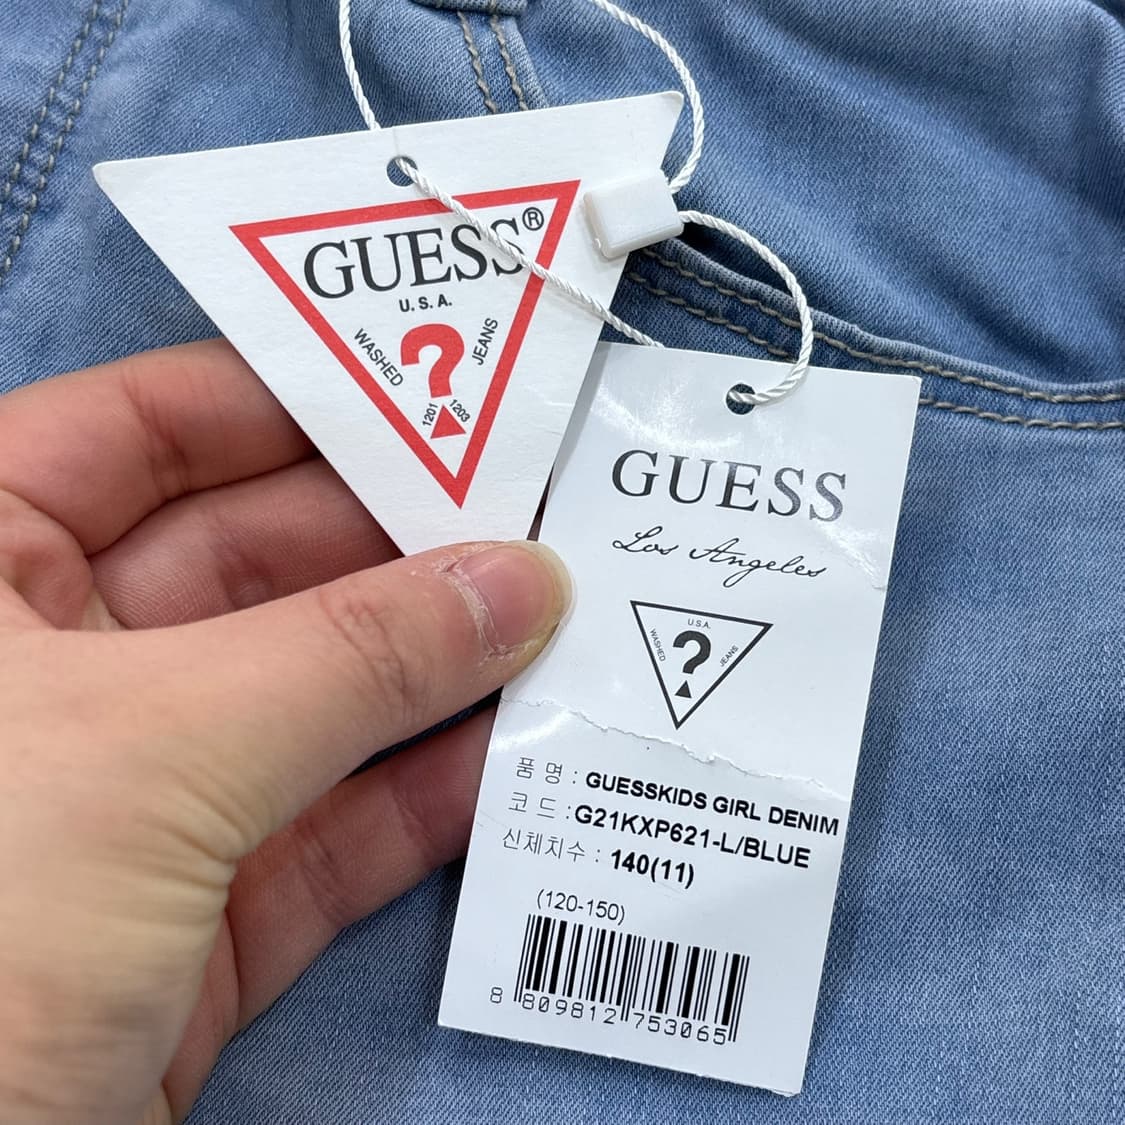 GUESS®
U.S.A.
WASHED ? JEANS
1201 1203
GUESS
Los Angeles
U.S.A.
WASHED ? JEANS
품 명 : GUESSKIDS GIRL DENIM
코 드 : G21KXP621-L/BLUE
신체치수 : 140(11)
(120-150)
8 809812 753065